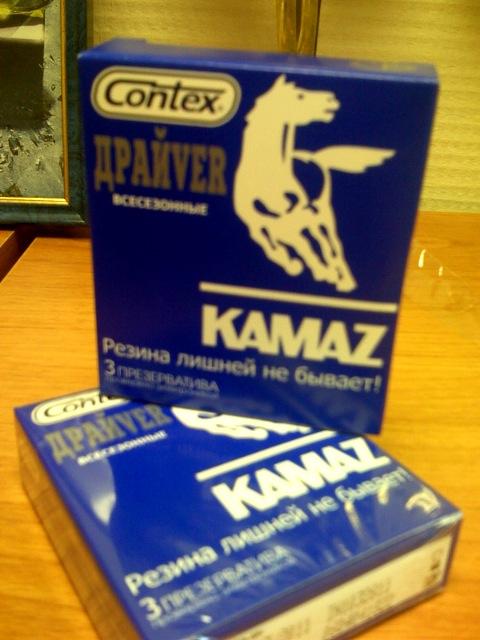 Contex
ДРАЙVER
ВСЕСЕЗОННЫЕ
KAMAZ
Резина лишней не бывает!
3 ПРЕЗЕРВАТИВА
Contex
ДРАЙVER
ВСЕСЕЗОННЫЕ
KAMAZ
Резина лишней не бывает!
3 ПРЕЗЕРВАТИВА